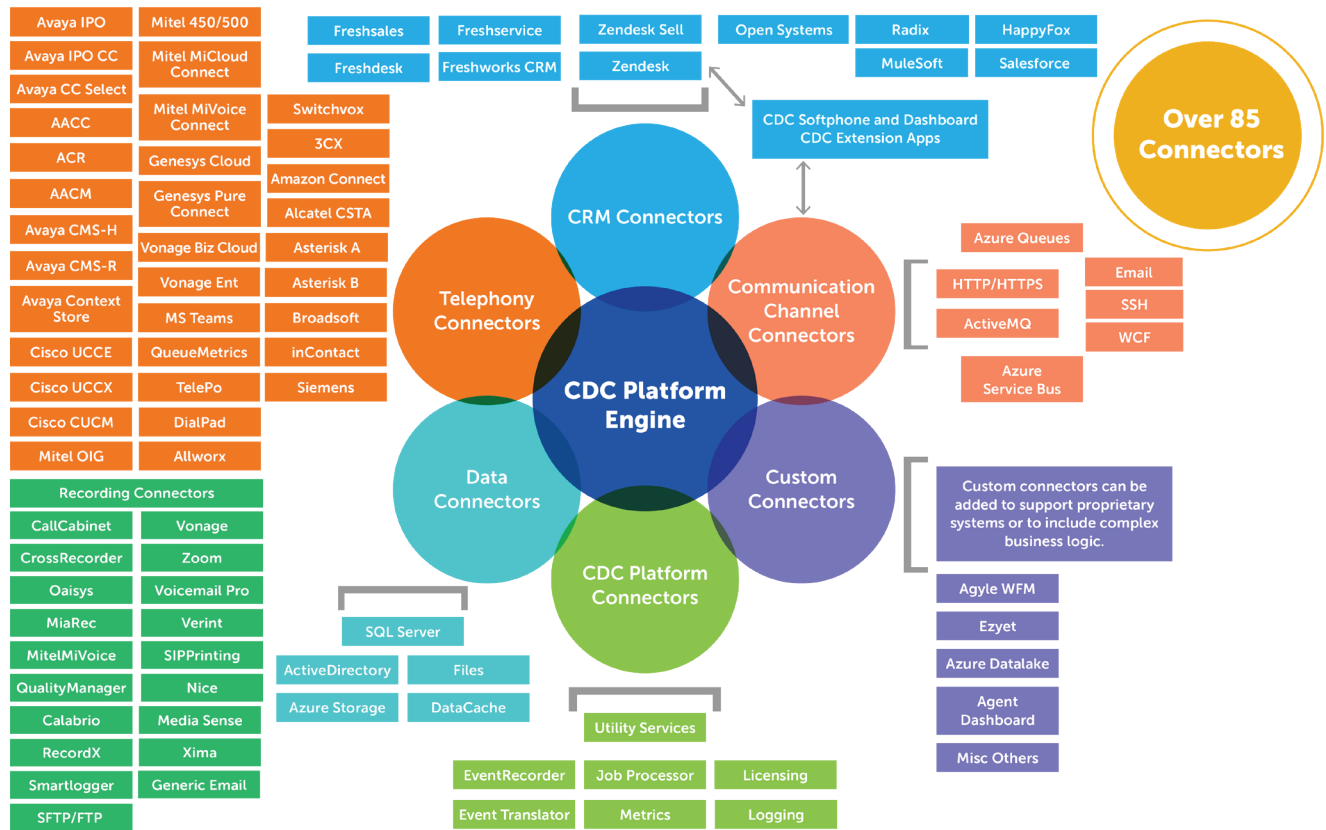 Avaya IPO
Avaya IPO CC
Avaya CC Select
AACC
ACR
AACM
Avaya CMS-H
Avaya CMS-R
Avaya Context
Store
Cisco UCCE
Cisco UCCX
Cisco CUCM
Mitel OIG
Mitel 450/500
Mitel MiCloud
Connect
Mitel MiVoice
Connect
Genesys Cloud
Genesys Pure
Connect
Vonage Biz Cloud
Vonage Ent
MS Teams
QueueMetrics
TelePo
DialPad
Allworx
Switchvox
3CX
Amazon Connect
Alcatel CSTA
Asterisk A
Asterisk B
Broadsoft
inContact
Siemens
Recording Connectors
CallCabinet
CrossRecorder
Oaisys
MiaRec
MitelMiVoice
QualityManager
Calabrio
RecordX
Smartlogger
SFTP/FTP
Vonage
Zoom
Voicemail Pro
Verint
SIPPrinting
Nice
Media Sense
Xima
Generic Email
Freshsales
Freshservice
Zendesk Sell
Open Systems
Radix
HappyFox
Freshdesk
Freshworks CRM
Zendesk
MuleSoft
Salesforce
CDC Softphone and Dashboard
CDC Extension Apps
Over 85
Connectors
CRM Connectors
Telephony
Connectors
Communication
Channel
Connectors
CDC Platform
Engine
Data
Connectors
Custom
Connectors
CDC Platform
Connectors
Azure Queues
HTTP/HTTPS
ActiveMQ
Email
SSH
WCF
Azure
Service Bus
Custom connectors can be
added to support proprietary
systems or to include complex
business logic.
Agyle WFM
Ezyet
Azure Datalake
Agent
Dashboard
Misc Others
SQL Server
ActiveDirectory
Files
Azure Storage
DataCache
Utility Services
EventRecorder
Job Processor
Licensing
Event Translator
Metrics
Logging